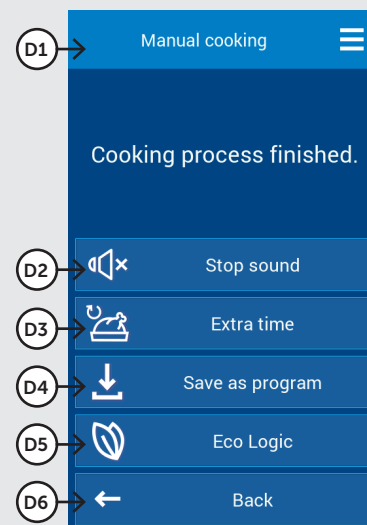 D1 Manual cooking
Cooking process finished.
D2 Stop sound
D3 Extra time
D4 Save as program
D5 Eco Logic
D6 Back